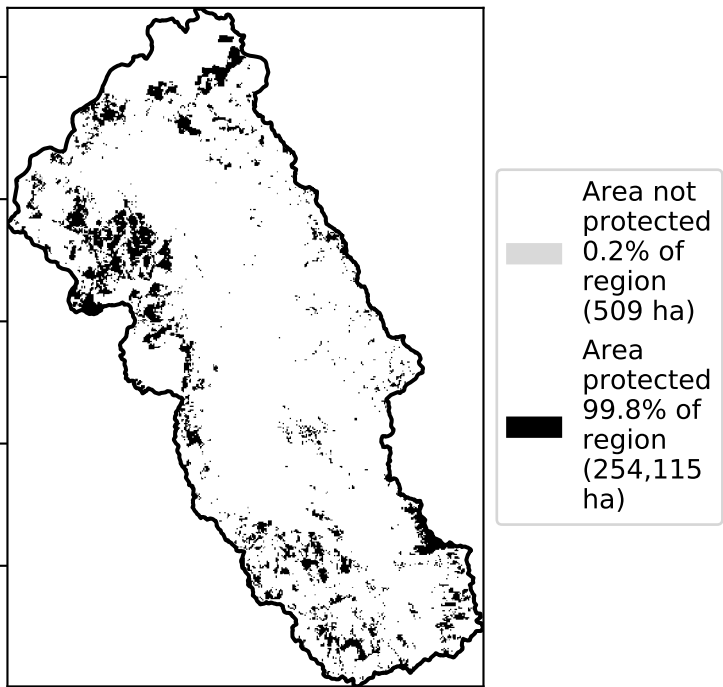 Area not
protected
0.2% of
region
(509 ha)
Area
protected
99.8% of
region
(254,115
ha)